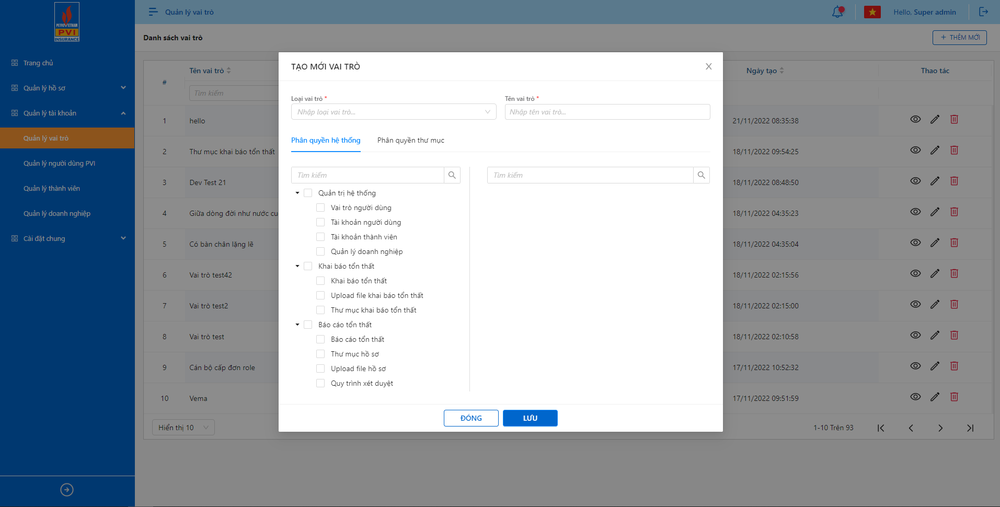 PETROVIETNAM
PVI
INSURANCE
Trang chủ
Quản lý hồ sơ
Quản lý tài khoản
Quản lý vai trò
Quản lý người dùng PVI
Quản lý thành viên
Quản lý doanh nghiệp
Cài đặt chung
Quản lý vai trò
Hello, Super admin
Danh sách vai trò
+ THÊM MỚI
# Tên vai trò Ngày tạo Thao tác
Tìm kiếm
1 hello 21/11/2022 08:35:38
2 Thư mục khai báo tổn thất 18/11/2022 09:54:25
3 Dev Test 21 18/11/2022 08:48:50
4 Giữa dòng đời như nước cu 18/11/2022 04:35:23
5 Có bàn chân lặng lẽ 18/11/2022 04:35:04
6 Vai trò test42 18/11/2022 02:15:56
7 Vai trò test2 18/11/2022 02:15:00
8 Vai trò test 18/11/2022 02:10:58
9 Cán bộ cấp đơn role 17/11/2022 10:52:32
10 Vema 17/11/2022 09:51:59
Hiển thị 10
1-10 Trên 93
TẠO MỚI VAI TRÒ
Loại vai trò *
Nhập loại vai trò...
Tên vai trò *
Nhập tên vai trò...
Phân quyền hệ thống
Phân quyền thư mục
Tìm kiếm
Tìm kiếm
Quản trị hệ thống
Vai trò người dùng
Tài khoản người dùng
Tài khoản thành viên
Quản lý doanh nghiệp
Khai báo tổn thất
Khai báo tổn thất
Upload file khai báo tổn thất
Thư mục khai báo tổn thất
Báo cáo tổn thất
Báo cáo tổn thất
Thư mục hồ sơ
Upload file hồ sơ
Quy trình xét duyệt
ĐÓNG
LƯU